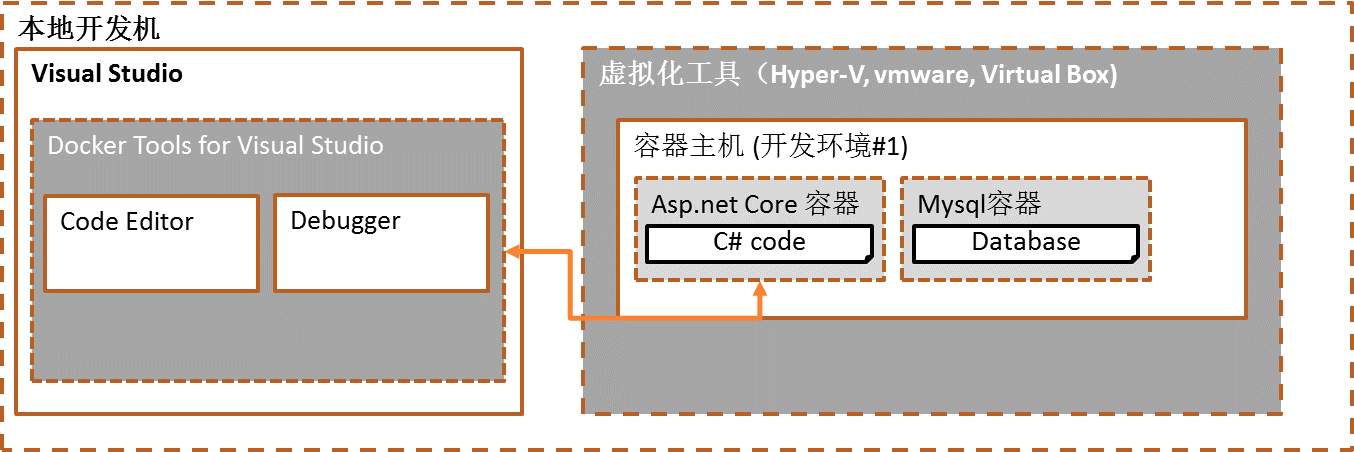 本地开发机
Visual Studio
Docker Tools for Visual Studio
Code Editor
Debugger
虚拟化工具（Hyper-V, vmware, Virtual Box)
容器主机 (开发环境#1)
Asp.net Core 容器
C# code
Mysql容器
Database